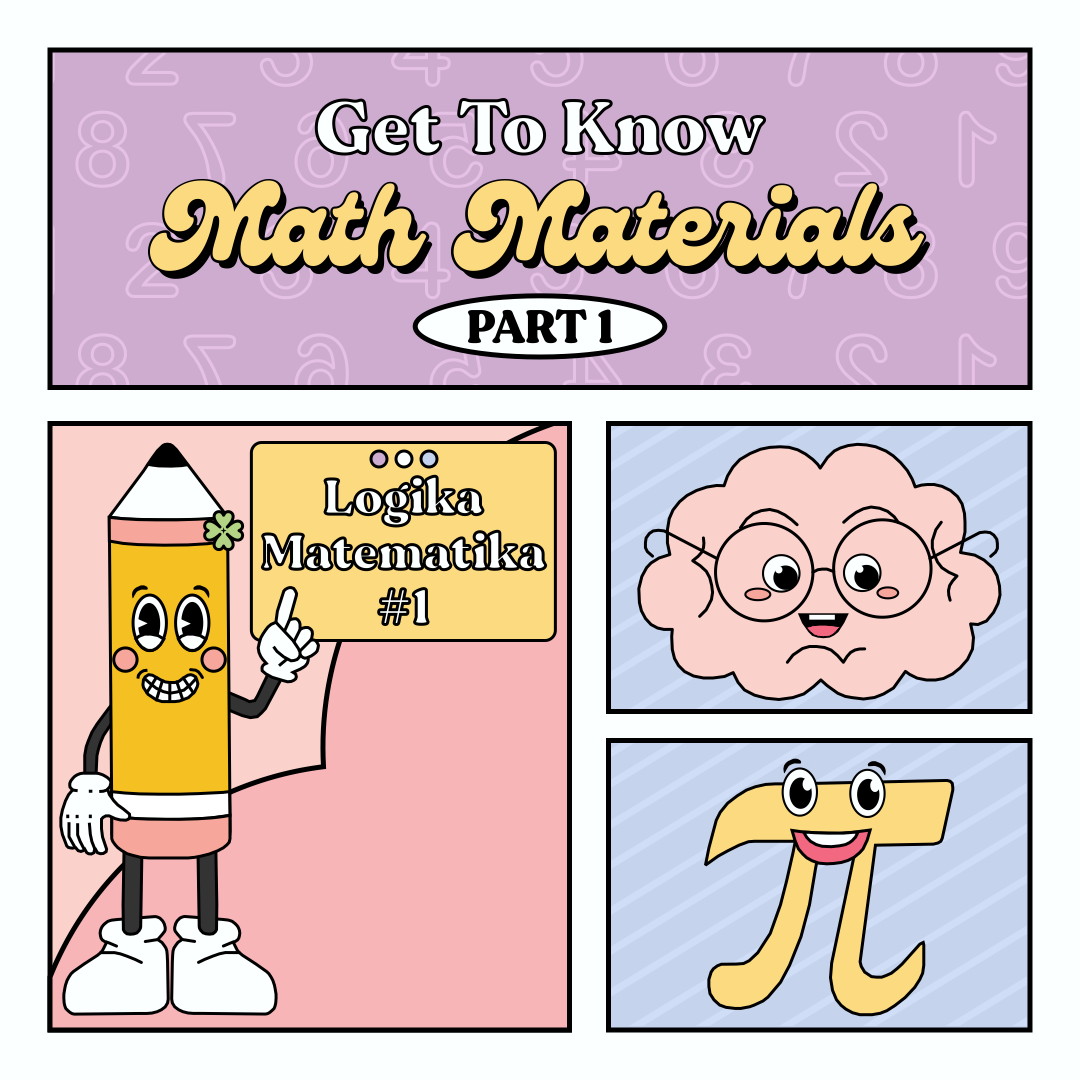 Get To Know
Math Materials
PART 1
Logika
Matematika
#1